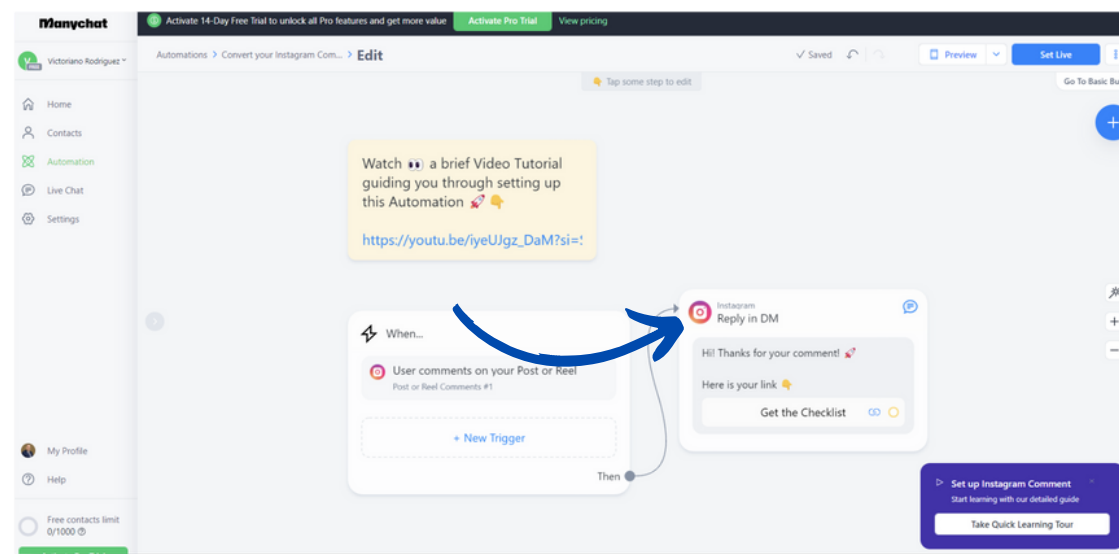 Manychat
Activate 14-Day Free Trial to unlock all Pro features and get more value
Activate Pro Trial
View pricing
Victoriano Rodriguez
Automations > Convert your Instagram Com... > Edit
Saved
Preview
Set Live
👇 Tap some step to edit
Go To Basic Bu
Home
Contacts
Automation
Live Chat
Settings
Watch 👀 a brief Video Tutorial
guiding you through setting up
this Automation 🚀 👇
https://youtu.be/iyeUJgz_DaM?si=
When...
User comments on your Post or Reel
Post or Reel Comments #1
+ New Trigger
Then
Instagram
Reply in DM
Hi! Thanks for your comment! 🚀
Here is your link 👇
Get the Checklist
My Profile
Help
Free contacts limit
0/1000
Set up Instagram Comment
Start learning with our detailed guide
Take Quick Learning Tour